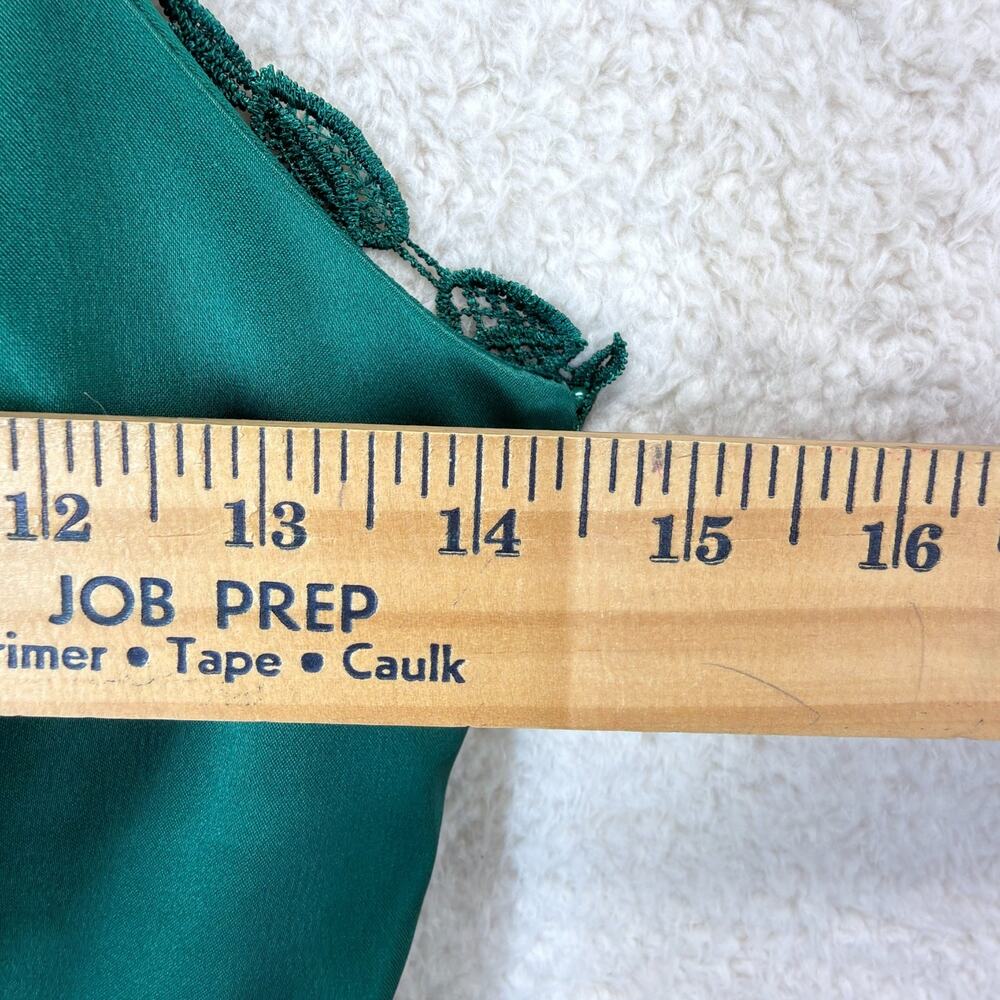 12 13 14 15 16
JOB PREP
rimer • Tape • Caulk